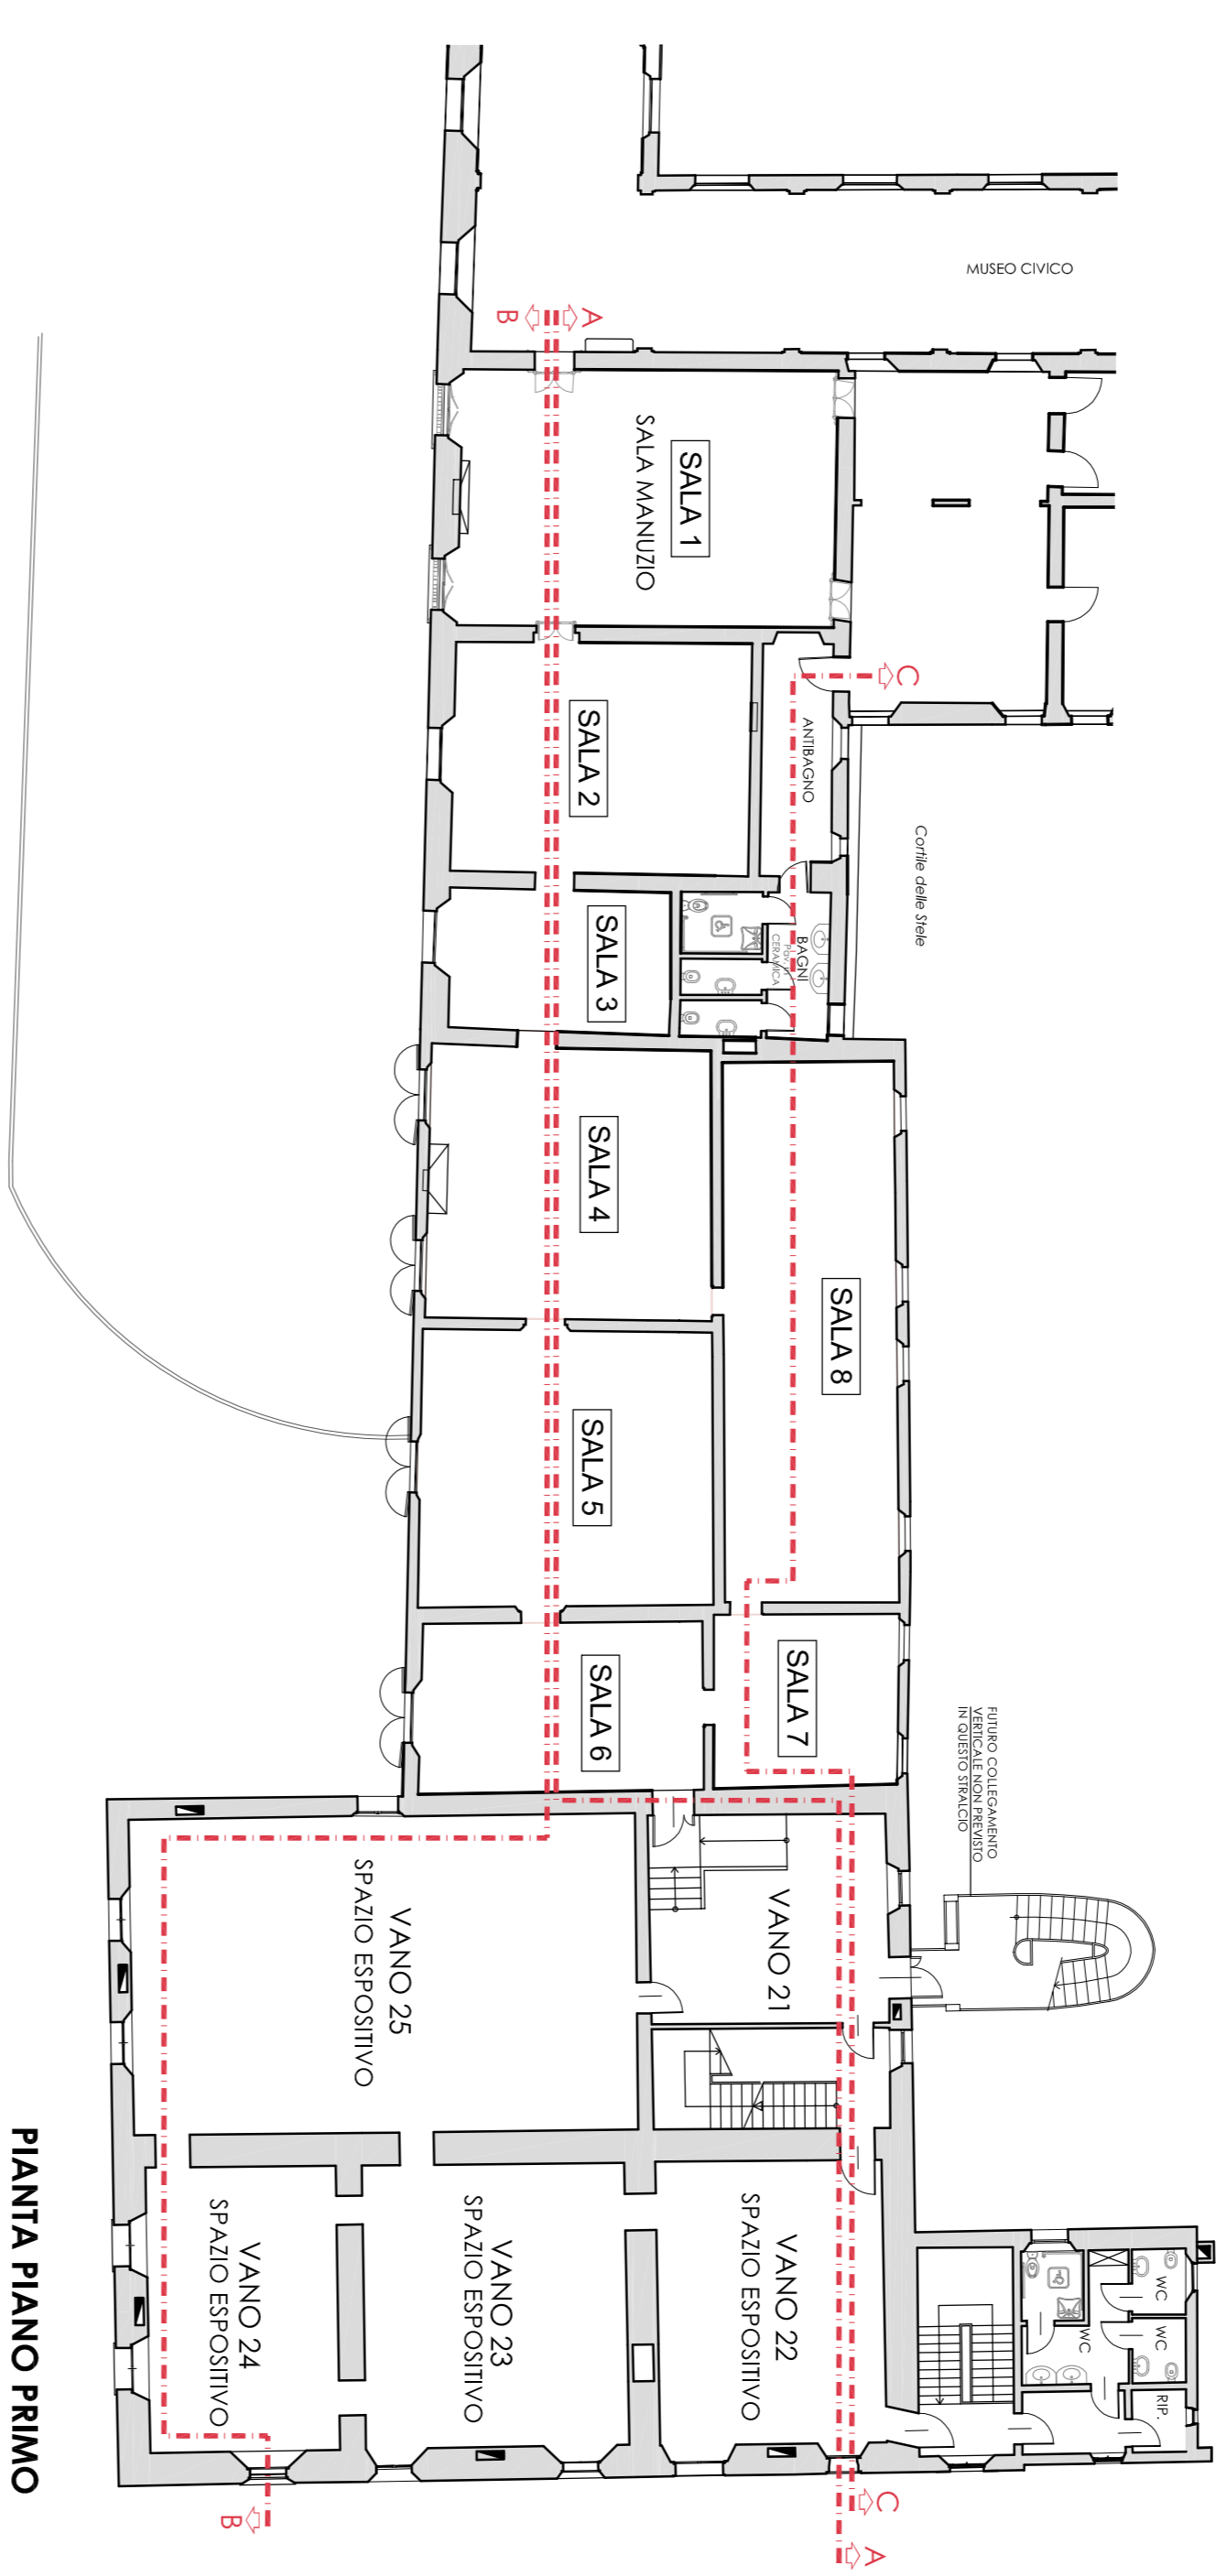 MUSEO CIVICO
A
B
SALA 1
SALA MANUZIO
C
ANTIBAGNO
SALA 2
Cortile delle Stele
BAGNI
Pav. in
CERAMICA
SALA 3
SALA 4
SALA 8
SALA 5
SALA 7
SALA 6
FUTURO COLLEGAMENTO
VERTICALE NON PREVISTO
IN QUESTO STRALCIO
VANO 21
VANO 25
SPAZIO ESPOSITIVO
VANO 22
SPAZIO ESPOSITIVO
VANO 23
SPAZIO ESPOSITIVO
VANO 24
SPAZIO ESPOSITIVO
WC
WC
WC
RIP.
C
A
B
PIANTA PIANO PRIMO